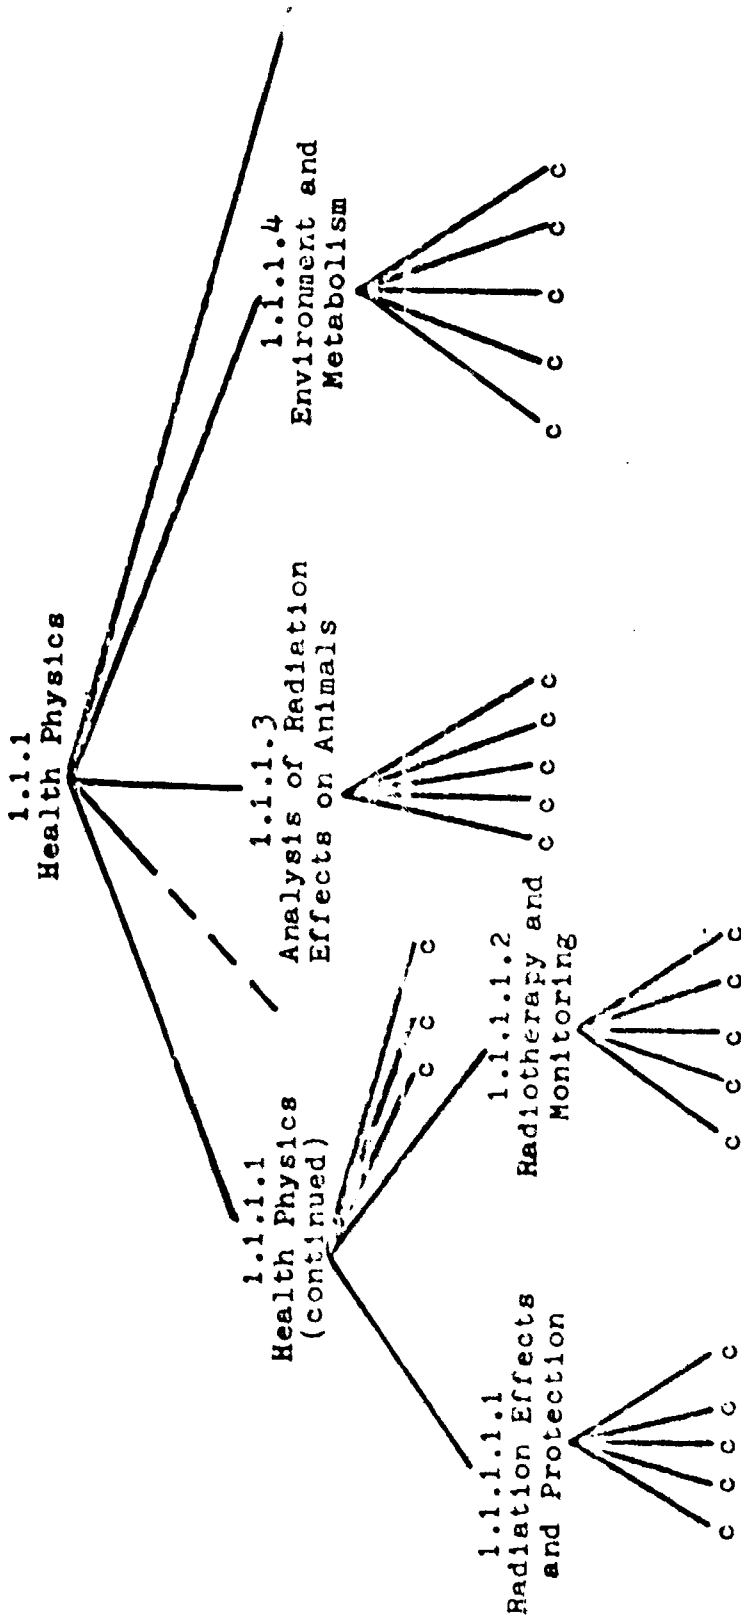 1.1.1
Health Physics
1.1.1.1
Health Physics
(continued)
1.1.1.3
Analysis of Radiation
Effects on Animals
1.1.1.4
Environment and
Metabolism
c c c
c c c c c
c c c c c
1.1.1.1.1
Radiation Effects
and Protection
1.1.1.1.2
Radiotherapy and
Monitoring
c c c c c
c c c c c